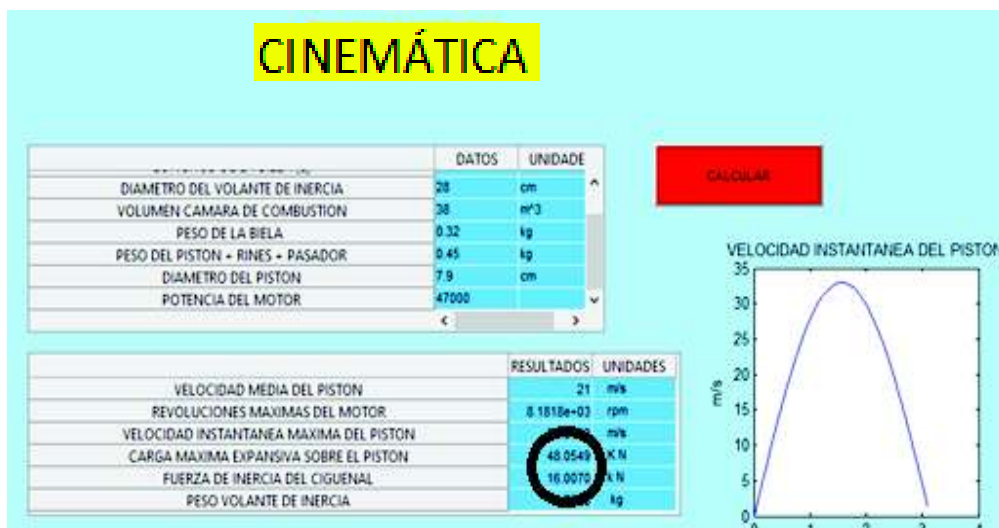 CINEMÁTICA
DATOS UNIDADE
DIAMETRO DEL VOLANTE DE INERCIA 28 cm
VOLUMEN CAMARA DE COMBUSTION 38 m^3
PESO DE LA BIELA 0.32 kg
PESO DEL PISTON + RINES + PASADOR 0.45 kg
DIAMETRO DEL PISTON 7.9 cm
POTENCIA DEL MOTOR 47000
CALCULAR
RESULTADOS UNIDADES
VELOCIDAD MEDIA DEL PISTON 21 m/s
REVOLUCIONES MAXIMAS DEL MOTOR 8.1818e+03 rpm
VELOCIDAD INSTANTANEA MAXIMA DEL PISTON m/s
CARGA MAXIMA EXPANSIVA SOBRE EL PISTON 48.0549 K N
FUERZA DE INERCIA DEL CIGUENAL 16.0070 k N
PESO VOLANTE DE INERCIA kg
VELOCIDAD INSTANTANEA DEL PISTON
35
30
25
20
15
10
5
0
m/s